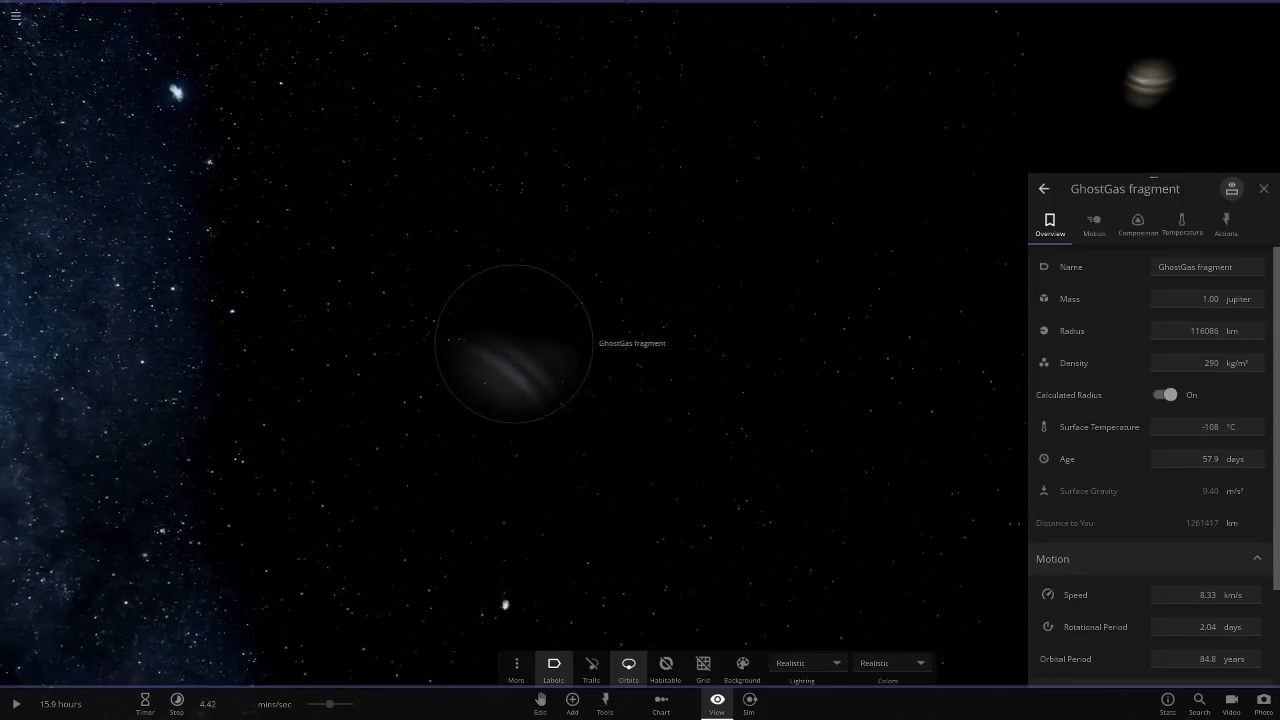 GhostGas fragment
Overview
Motion
Composition
Temperature
Actions
Name
GhostGas fragment
Mass
1.00 jupiter
Radius
116086 km
Density
290 kg/m³
Calculated Radius
On
Surface Temperature
-108 °C
Age
57.9 days
Surface Gravity
9.40 m/s²
Distance to You
1261417 km
Motion
Speed
8.33 km/s
Rotational Period
2.04 days
Orbital Period
84.8 years
GhostGas fragment
More
Labels
Trails
Orbits
Habitable
Grid
Background
Realistic
Lighting
Realistic
Colors
15.9 hours
Timer
Step
4.42 mins/sec
Edit
Add
Tools
Chart
View
Sim
Stats
Search
Video
Photo